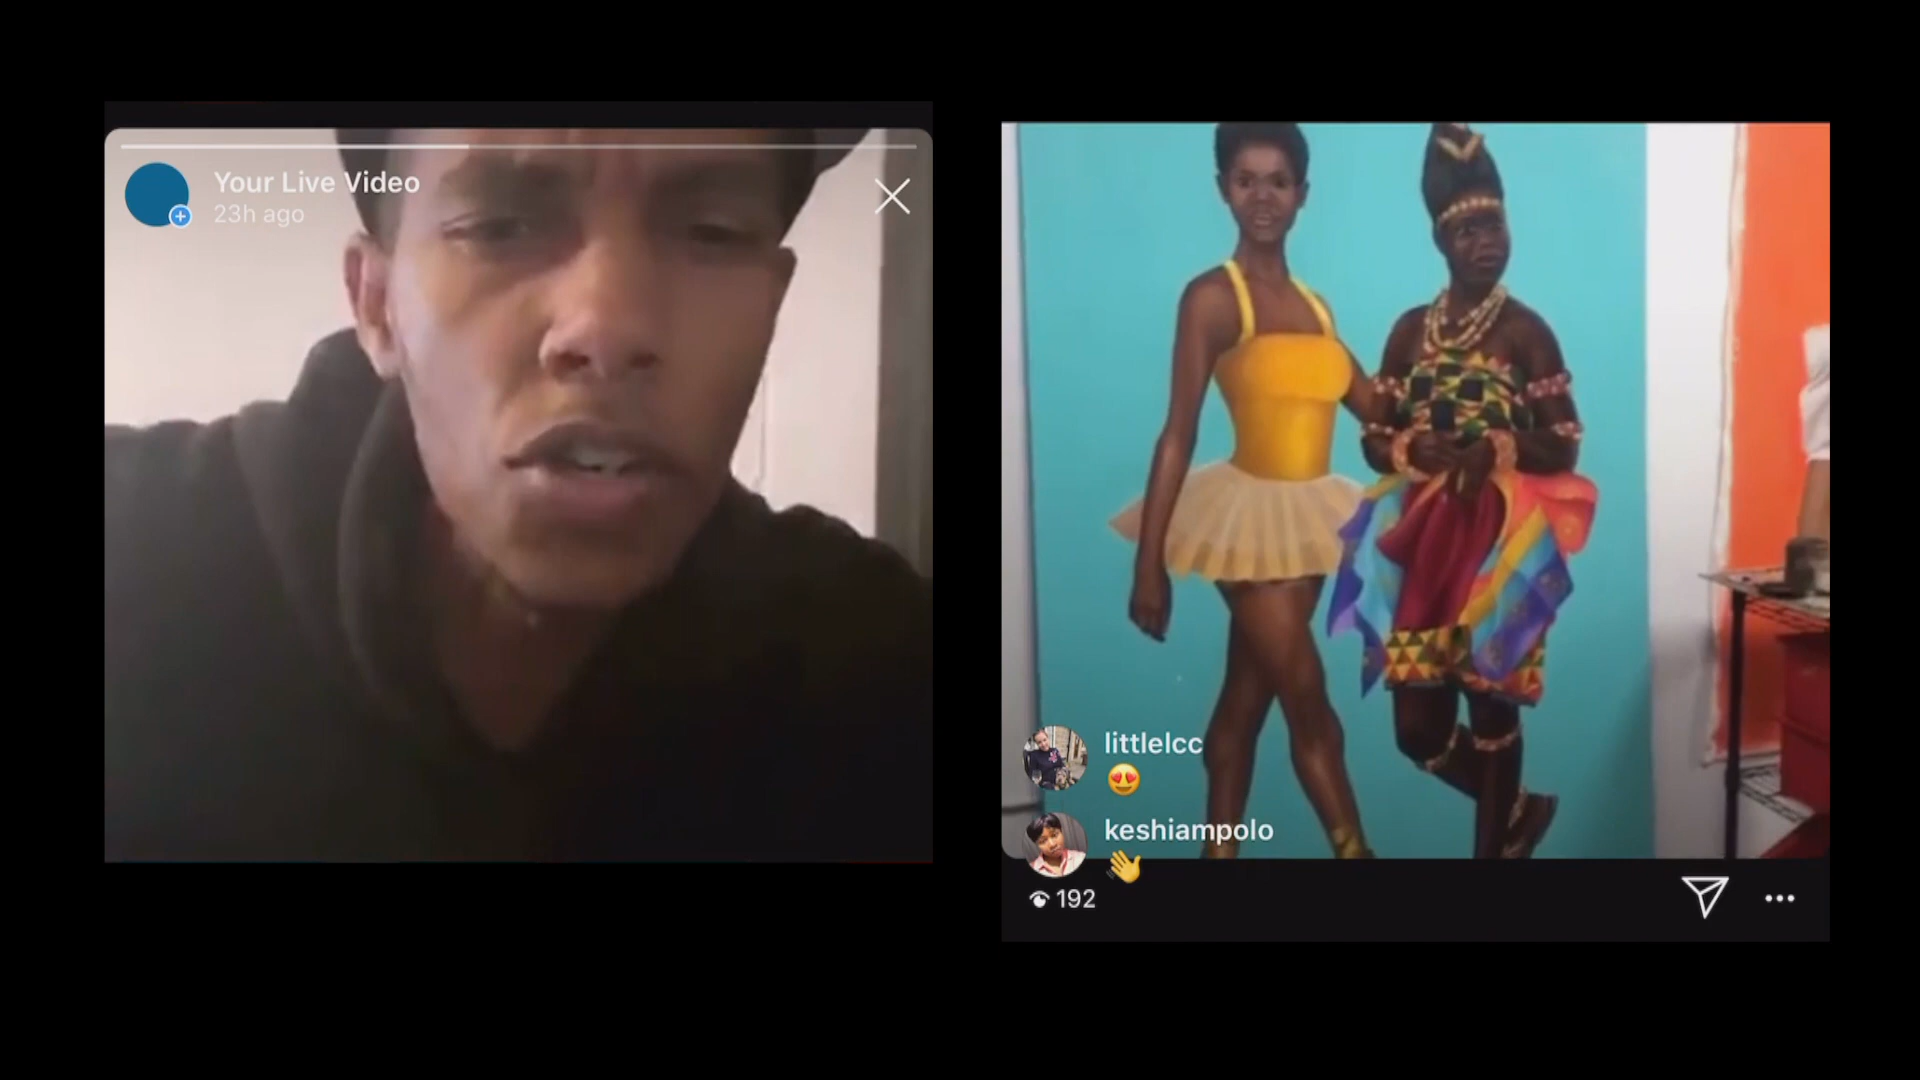 Your Live Video
23h ago
littlelcc
😍
keshiampolo
👋
192